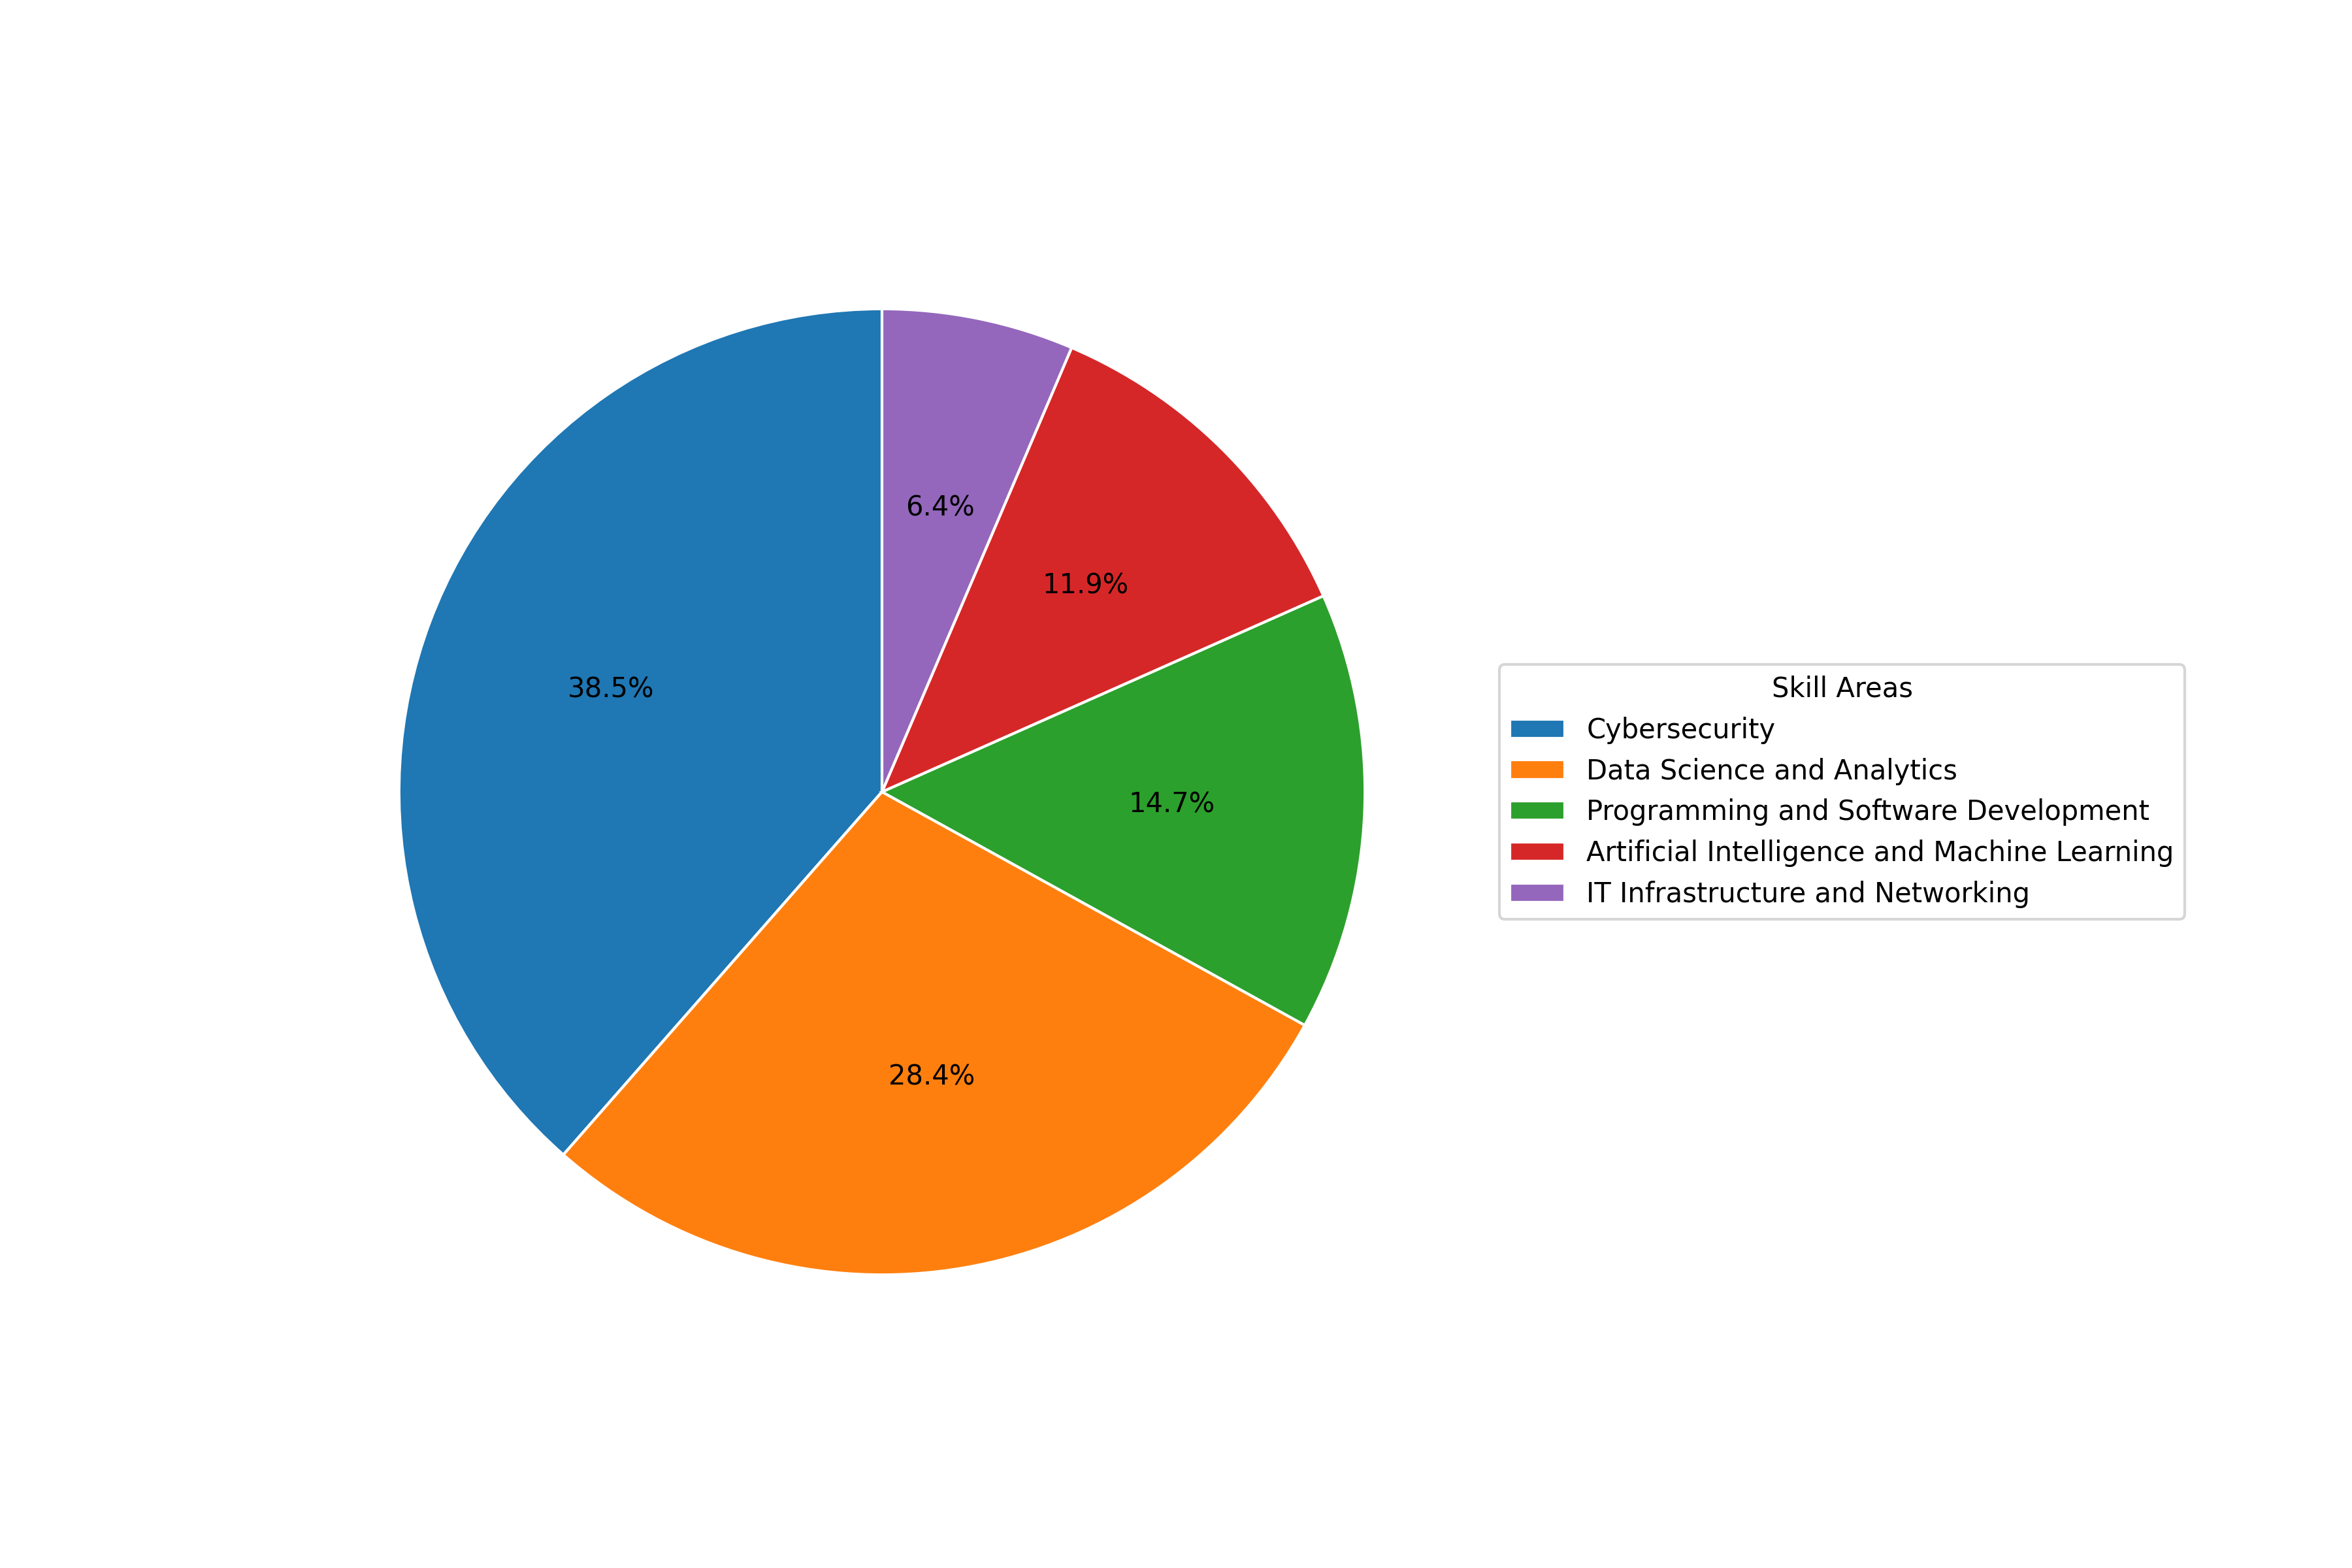 6.4%
11.9%
38.5%
14.7%
28.4%
Skill Areas
Cybersecurity
Data Science and Analytics
Programming and Software Development
Artificial Intelligence and Machine Learning
IT Infrastructure and Networking